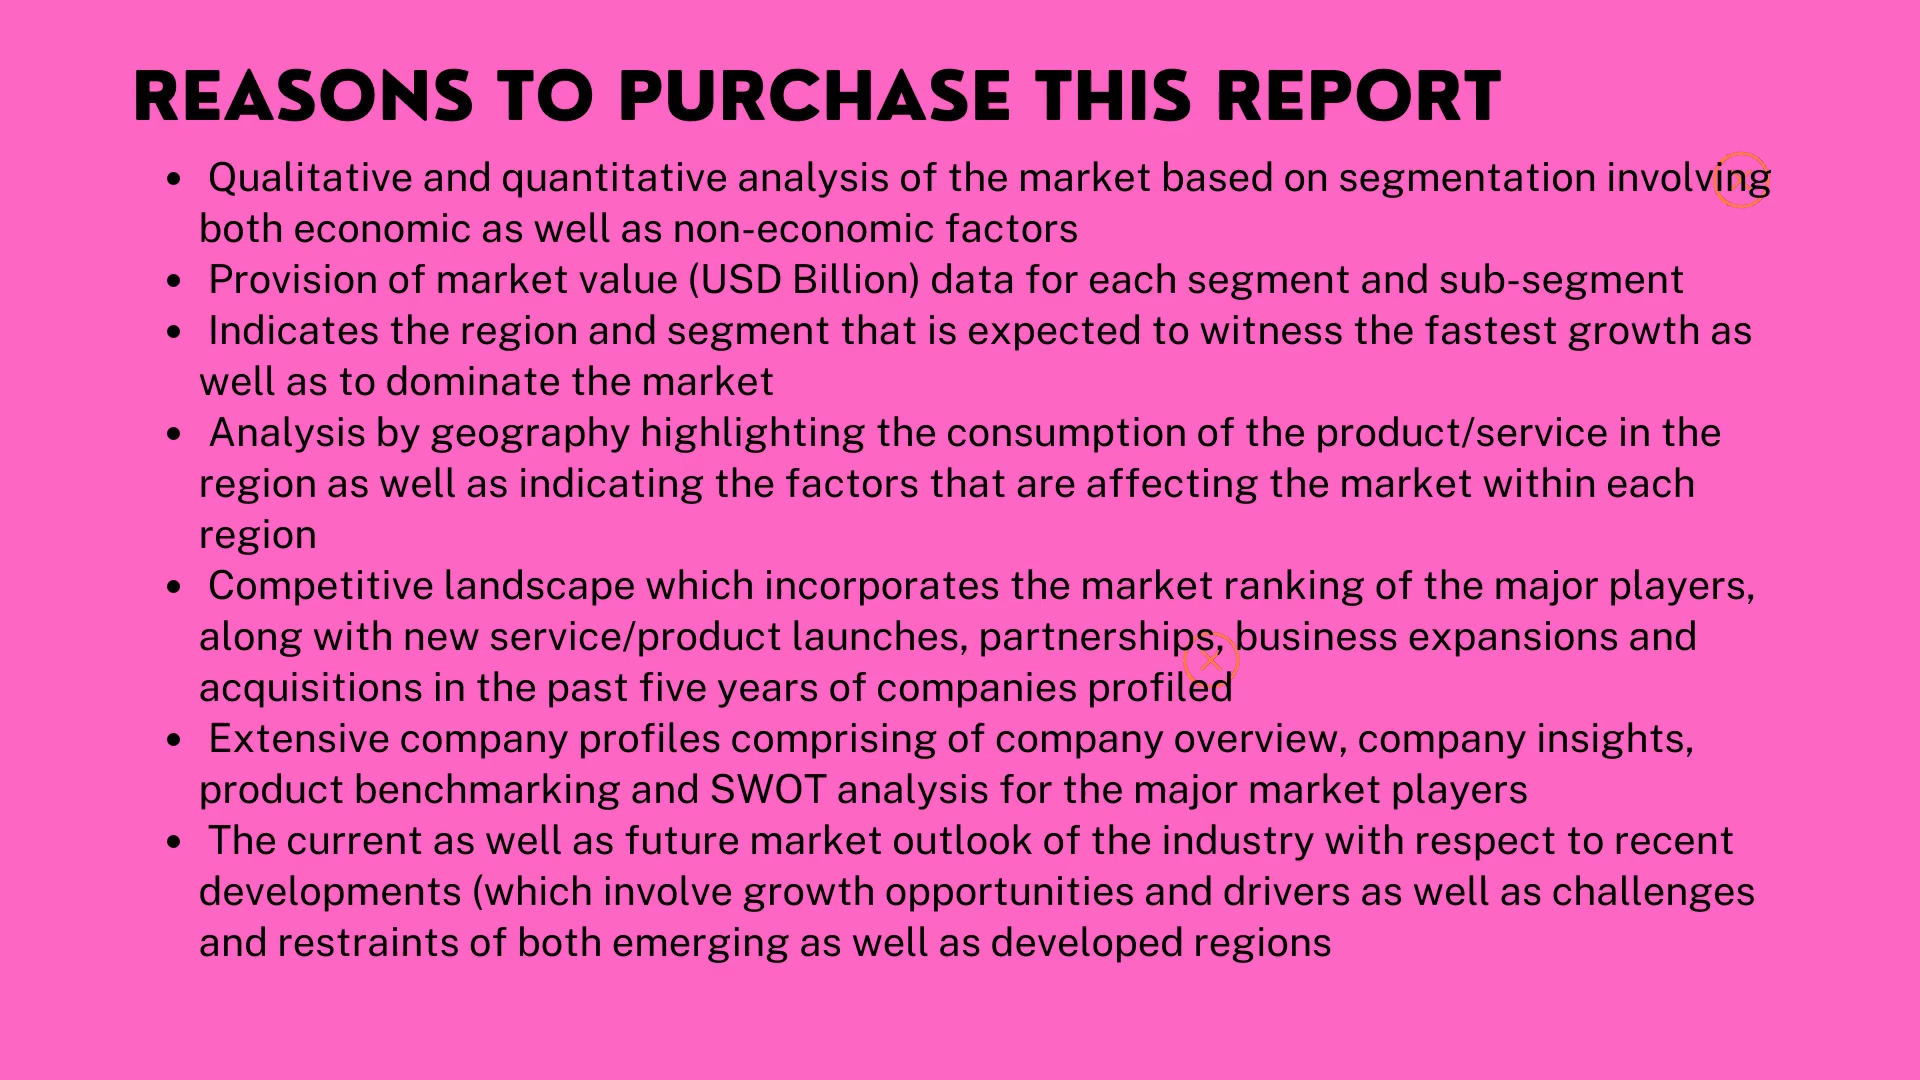 REASONS TO PURCHASE THIS REPORT
• Qualitative and quantitative analysis of the market based on segmentation involving
both economic as well as non-economic factors
• Provision of market value (USD Billion) data for each segment and sub-segment
• Indicates the region and segment that is expected to witness the fastest growth as
well as to dominate the market
• Analysis by geography highlighting the consumption of the product/service in the
region as well as indicating the factors that are affecting the market within each
region
• Competitive landscape which incorporates the market ranking of the major players,
along with new service/product launches, partnerships, business expansions and
acquisitions in the past five years of companies profiled
• Extensive company profiles comprising of company overview, company insights,
product benchmarking and SWOT analysis for the major market players
• The current as well as future market outlook of the industry with respect to recent
developments (which involve growth opportunities and drivers as well as challenges
and restraints of both emerging as well as developed regions